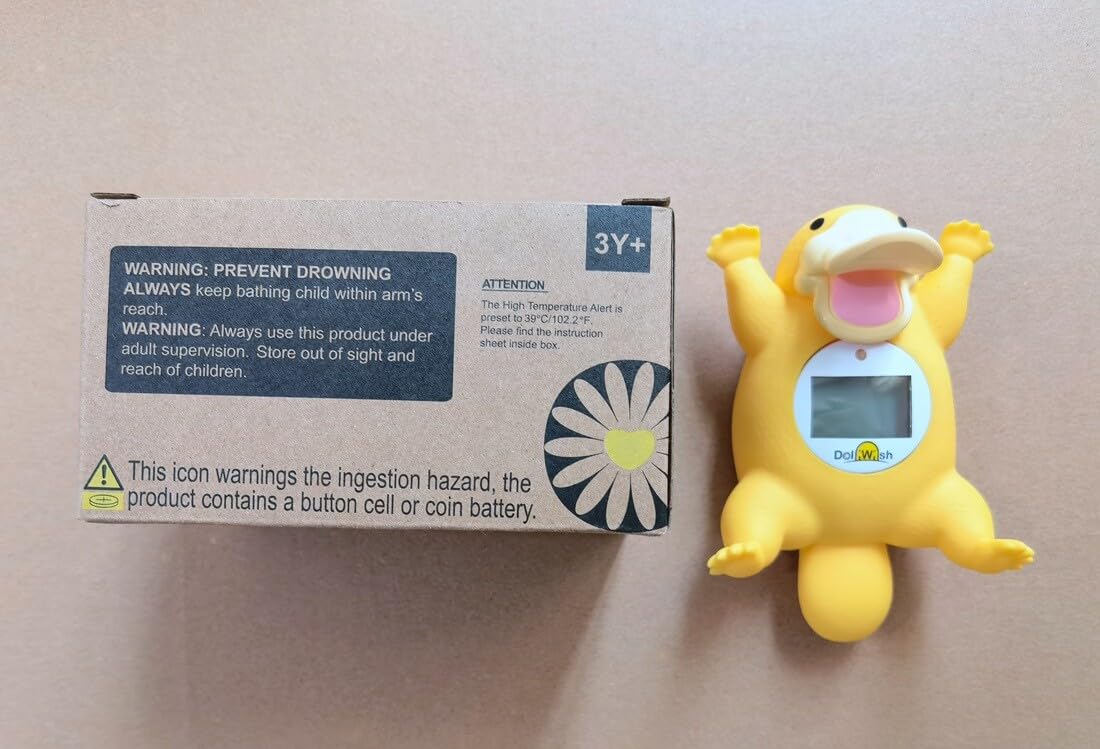 WARNING: PREVENT DROWNING
ALWAYS keep bathing child within arm's
reach.
WARNING: Always use this product under
adult supervision. Store out of sight and
reach of children.
3Y+
ATTENTION
The High Temperature Alert is
preset to 39°C/102.2°F.
Please find the instruction
sheet inside box.
This icon warnings the ingestion hazard, the
product contains a button cell or coin battery.